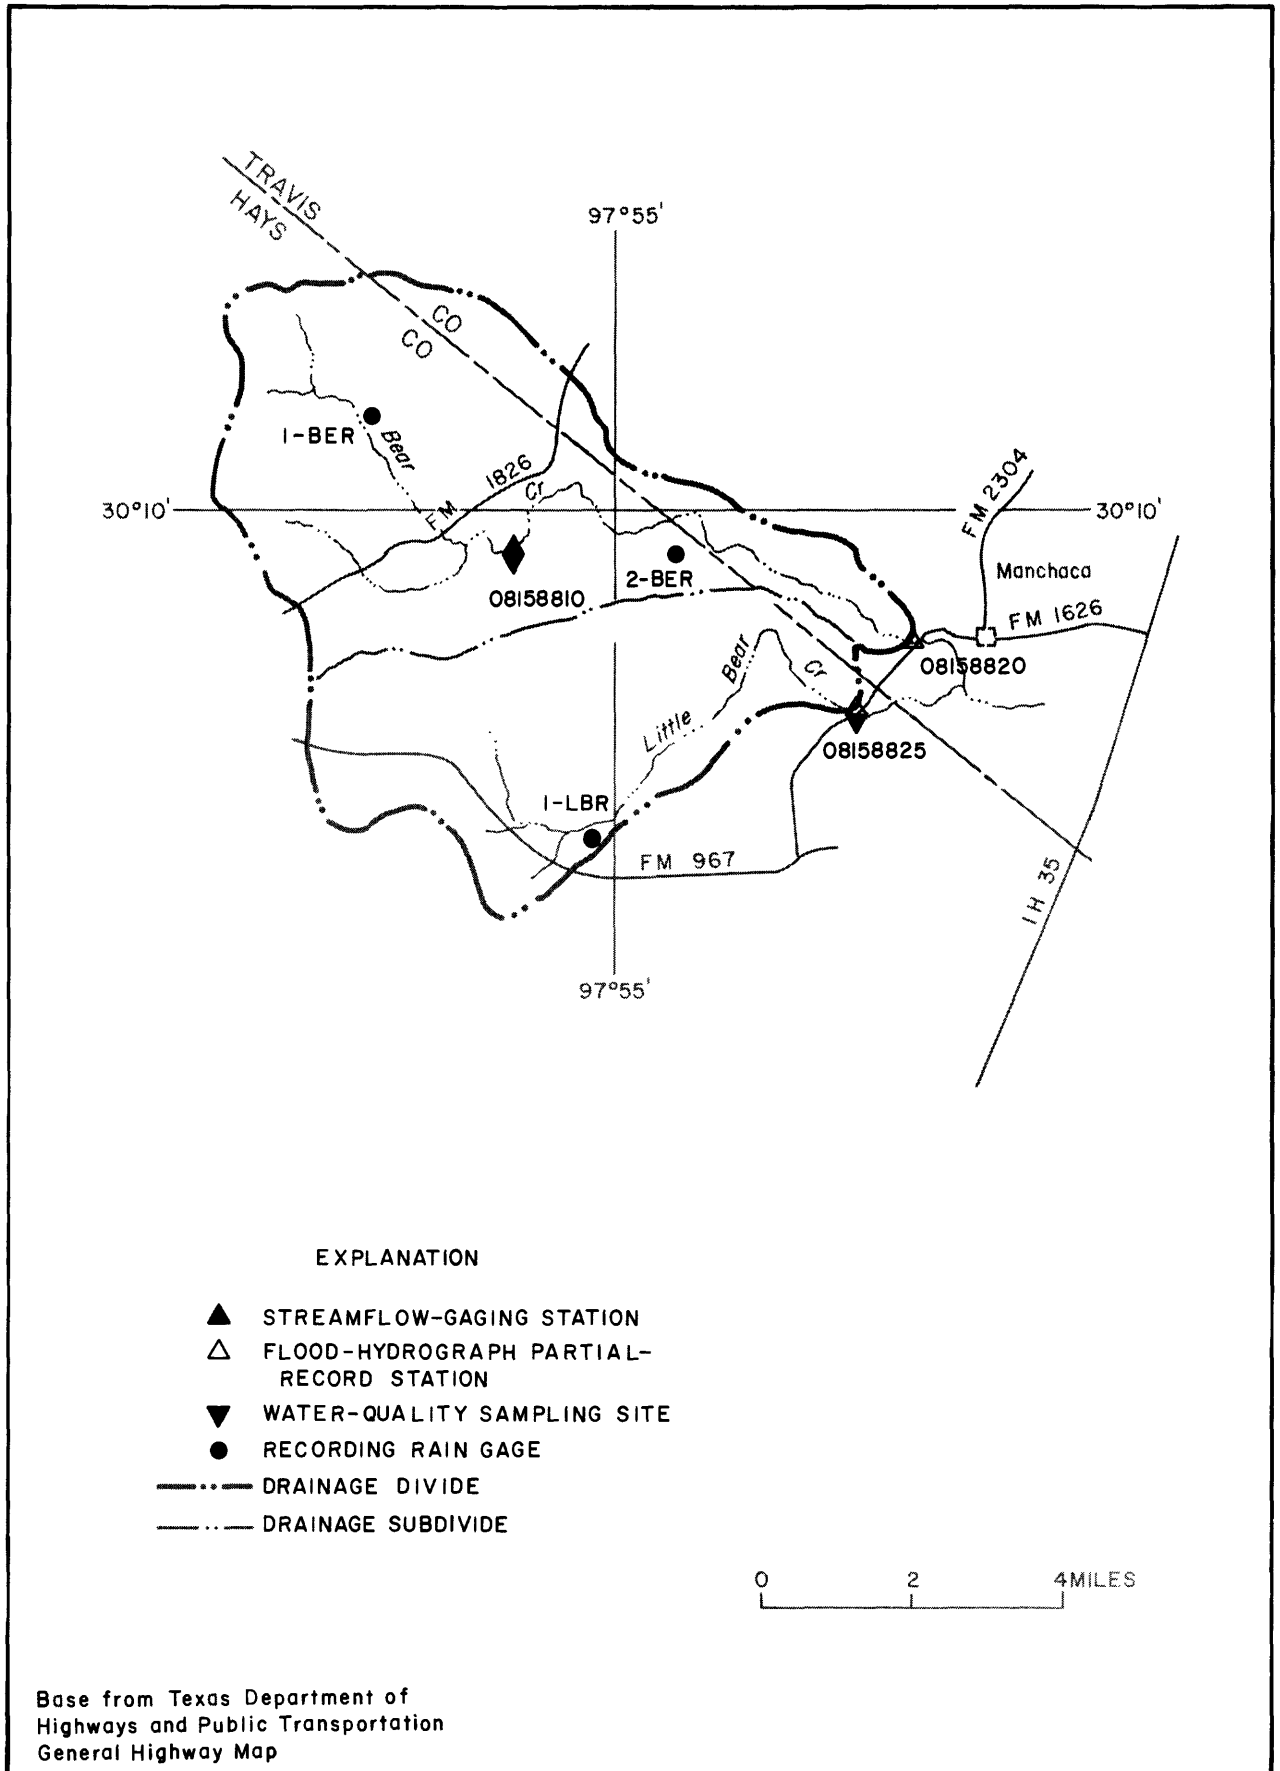 TRAVIS
HAYS
97°55'
CO
CO
1-BER
Bear
FM 1826
Cr
FM 2304
30°10'
30°10'
Manchaca
2-BER
08158810
FM 1626
Bear
Cr
08158820
Little
08158825
1-LBR
FM 967
IH 35
97°55'
EXPLANATION
STREAMFLOW-GAGING STATION
FLOOD-HYDROGRAPH PARTIAL-
RECORD STATION
WATER-QUALITY SAMPLING SITE
RECORDING RAIN GAGE
DRAINAGE DIVIDE
DRAINAGE SUBDIVIDE
0 2 4 MILES
Base from Texas Department of
Highways and Public Transportation
General Highway Map